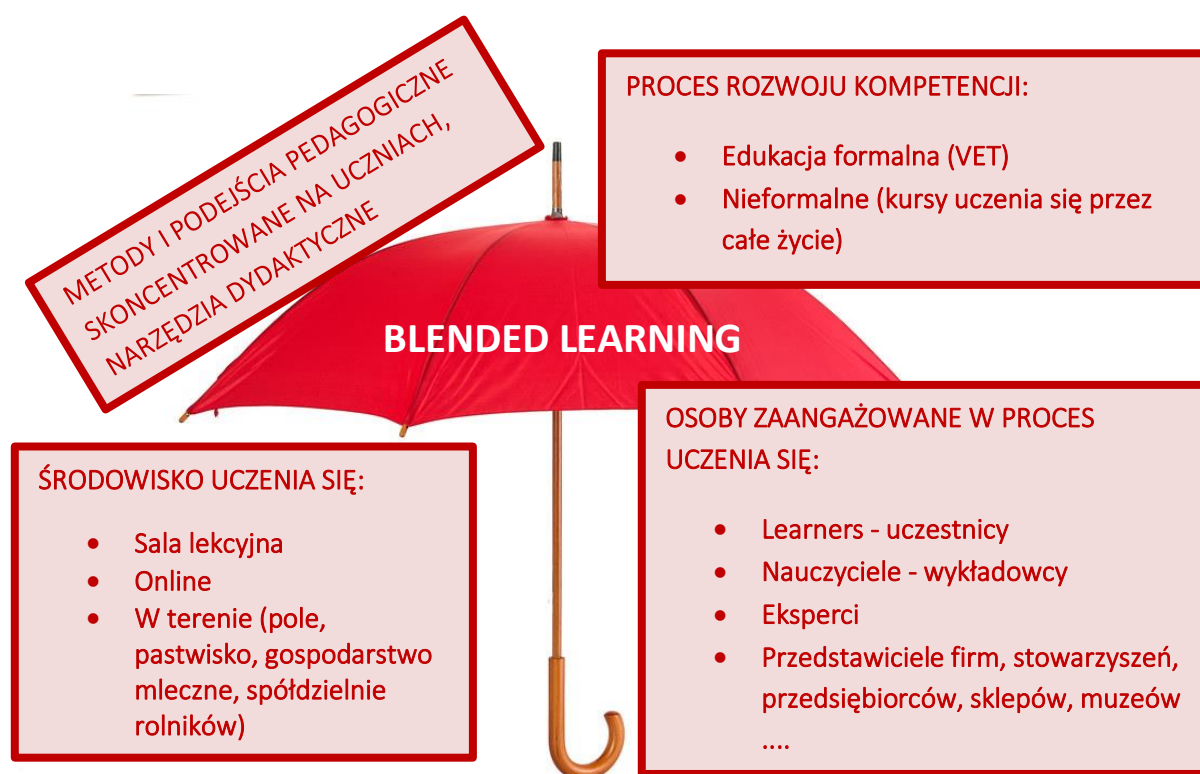 METODY I PODEJŚCIA PEDAGOGICZNE
SKONCENTROWANE NA UCZNIACH,
NARZĘDZIA DYDAKTYCZNE
PROCES ROZWOJU KOMPETENCJI:
• Edukacja formalna (VET)
• Nieformalne (kursy uczenia się przez
całe życie)
BLENDED LEARNING
ŚRODOWISKO UCZENIA SIĘ:
• Sala lekcyjna
• Online
• W terenie (pole,
pastwisko, gospodarstwo
mleczne, spółdzielnie
rolników)
OSOBY ZAANGAŻOWANE W PROCES
UCZENIA SIĘ:
• Learners - uczestnicy
• Nauczyciele - wykładowcy
• Eksperci
• Przedstawiciele firm, stowarzyszeń,
przedsiębiorców, sklepów, muzeów
....